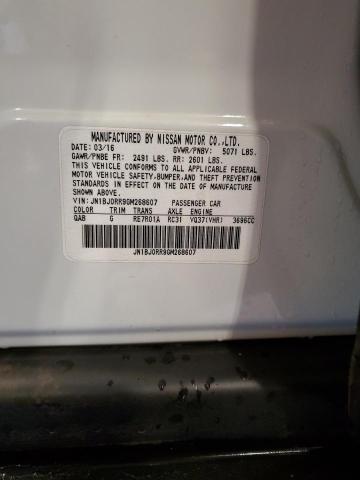 MANUFACTURED BY NISSAN MOTOR CO.,LTD.
DATE: 03/16 GVWR/PNBV: 5071 LBS.
GAWR/PNBE FR: 2491 LBS. RR: 2601 LBS.
THIS VEHICLE CONFORMS TO ALL APPLICABLE FEDERAL
MOTOR VEHICLE SAFETY,BUMPER,AND THEFT PREVENTION
STANDARDS IN EFFECT ON THE DATE OF MANUFACTURE
SHOWN ABOVE.
VIN: JN1BJ0RR9GM268607 PASSENGER CAR
COLOR TRIM TRANS AXLE ENGINE
QAB G RE7R01A RC31 VQ37(VHR) 3696CC
JN1BJ0RR9GM268607